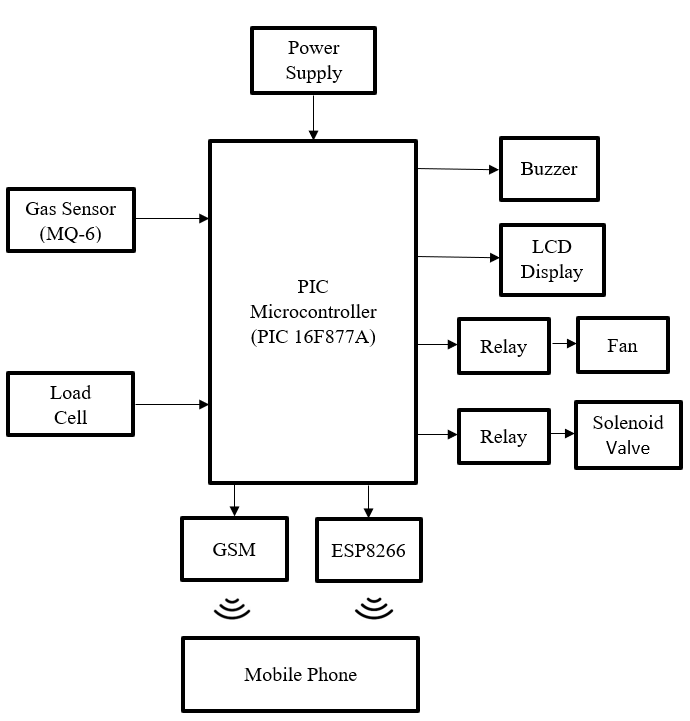 Power
Supply
Gas Sensor
(MQ-6)
Load
Cell
PIC
Microcontroller
(PIC 16F877A)
Buzzer
LCD
Display
Relay
Fan
Relay
Solenoid
Valve
GSM
ESP8266
Mobile Phone